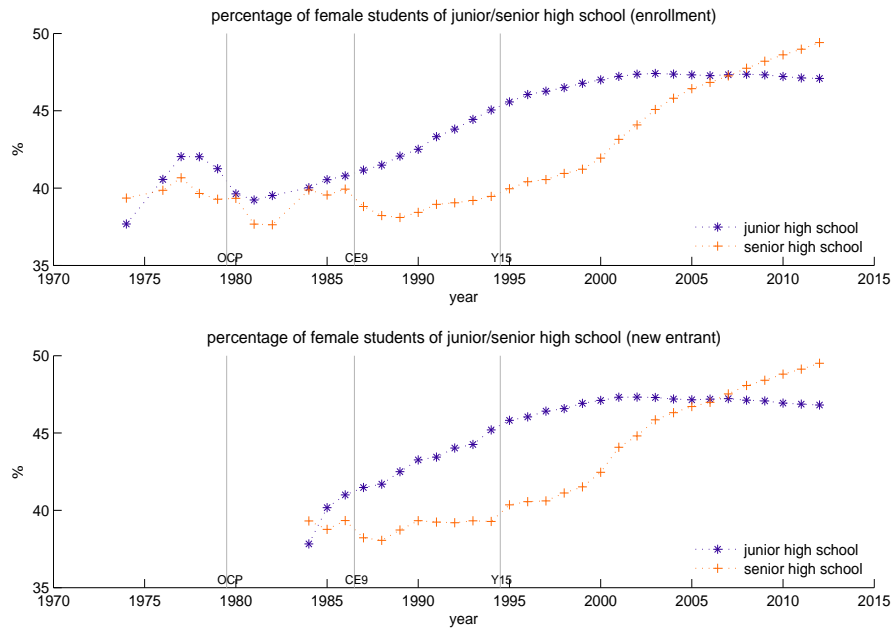 percentage of female students of junior/senior high school (enrollment)
50
45
%
40
35
junior high school
senior high school
OCP
CE9
Y15
1970 1975 1980 1985 1990 1995 2000 2005 2010 2015
year
percentage of female students of junior/senior high school (new entrant)
50
45
%
40
35
junior high school
senior high school
OCP
CE9
Y15
1970 1975 1980 1985 1990 1995 2000 2005 2010 2015
year